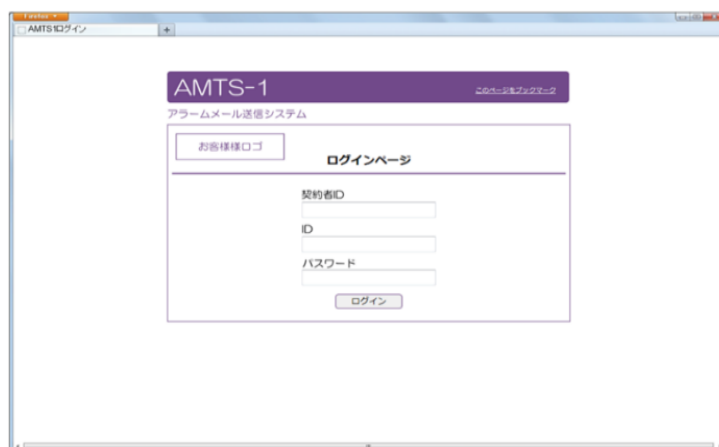 Firefox
AMTS1ログイン
AMTS-1
このページをブックマーク
アラームメール送信システム
お客様様ロゴ
ログインページ
契約者ID
ID
パスワード
ログイン